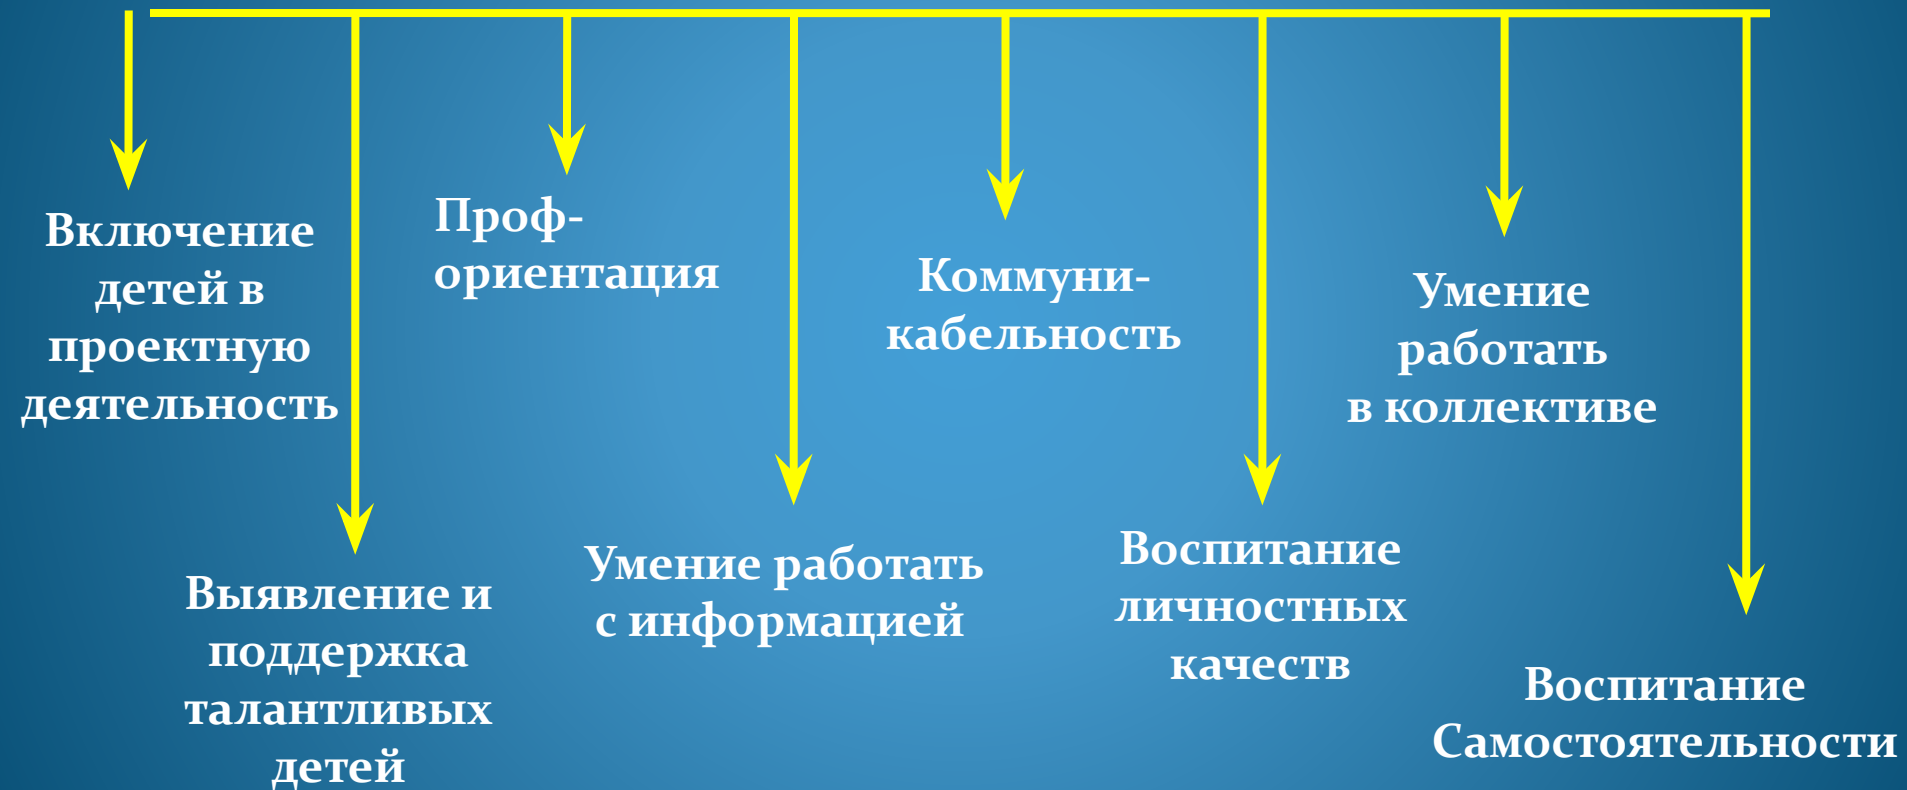 Включение
детей в
проектную
деятельность
Выявление и
поддержка
талантливых
детей
Проф-
ориентация
Умение работать
с информацией
Коммуни-
кабельность
Воспитание
личностных
качеств
Умение
работать
в коллективе
Воспитание
Самостоятельности